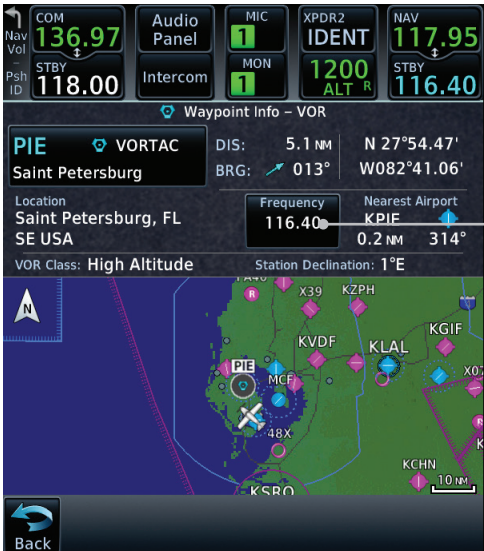 COM
136.97
STBY
118.00
Nav
Vol
Psh
ID
Audio
Panel
Intercom
MIC
1
MON
1
XPDR2
IDENT
1200
ALT R
NAV
117.95
STBY
116.40
Waypoint Info – VOR
PIE VORTAC
Saint Petersburg
DIS: 5.1 NM
BRG: 013°
N 27°54.47'
W082°41.06'
Location
Saint Petersburg, FL
SE USA
Frequency
116.40
Nearest Airport
KPIE
0.2 NM 314°
VOR Class: High Altitude
Station Declination: 1°E
N
R
X39
KZPH
KGIF
KVDF
KLAL
PIE
MCF
X07
R
48X
KCHN
KSRQ
10 NM
Back